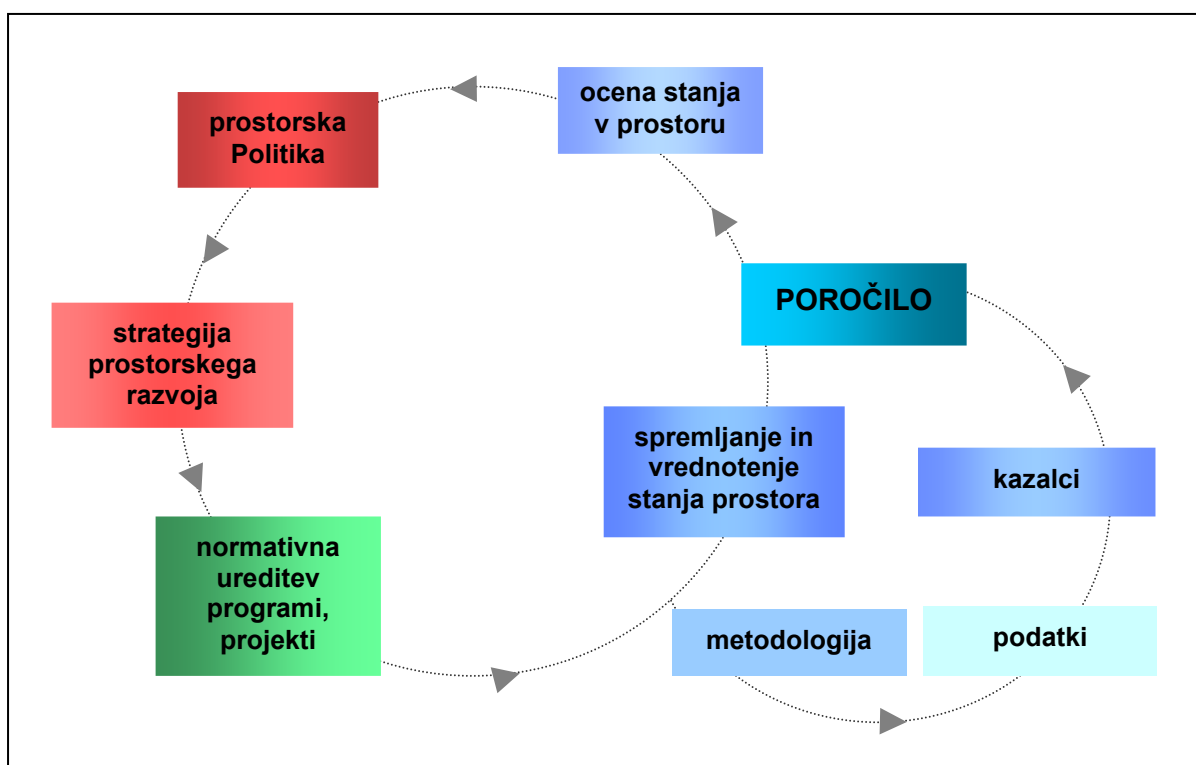 ocena stanja
v prostoru
prostorska
Politika
POROČILO
strategija
prostorskega
razvoja
spremljanje in
vrednotenje
stanja prostora
kazalci
normativna
ureditev
programi,
projekti
metodologija
podatki